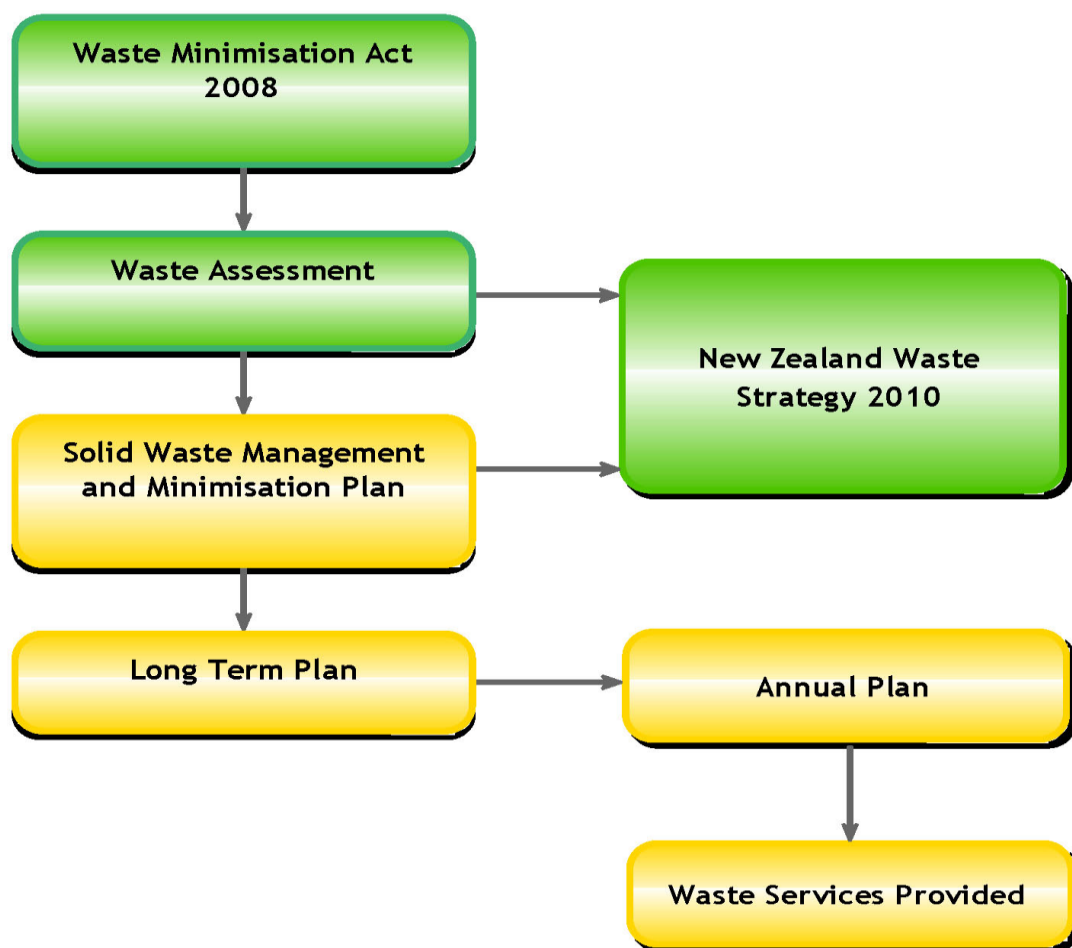 Waste Minimisation Act
2008
Waste Assessment
New Zealand Waste
Strategy 2010
Solid Waste Management
and Minimisation Plan
Long Term Plan
Annual Plan
Waste Services Provided